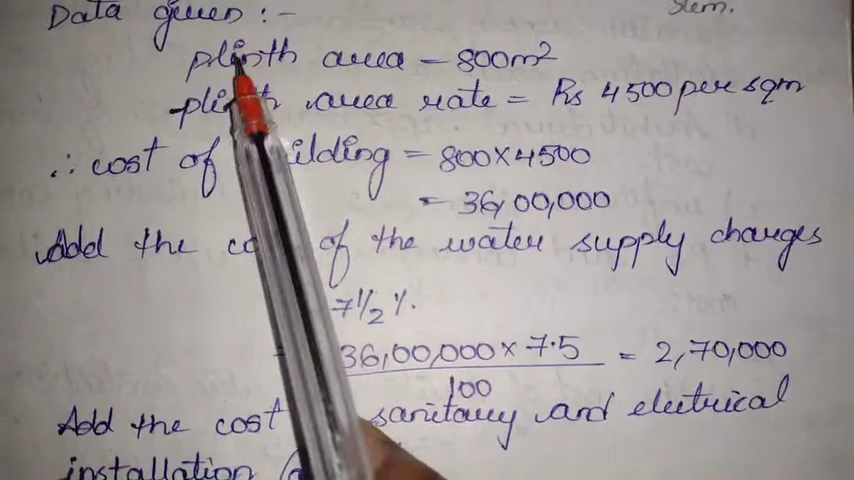 Data given :-
Stem.
plinth area - 800m²
plinth area rate = Rs 4500 per sqm
∴ cost of building = 800×4500
= 36,00,000
Add the co of the water supply charges
7½ %.
= 36,00,000 × 7.5 / 100 = 2,70,000
Add the cost sanitary and electrical
installation